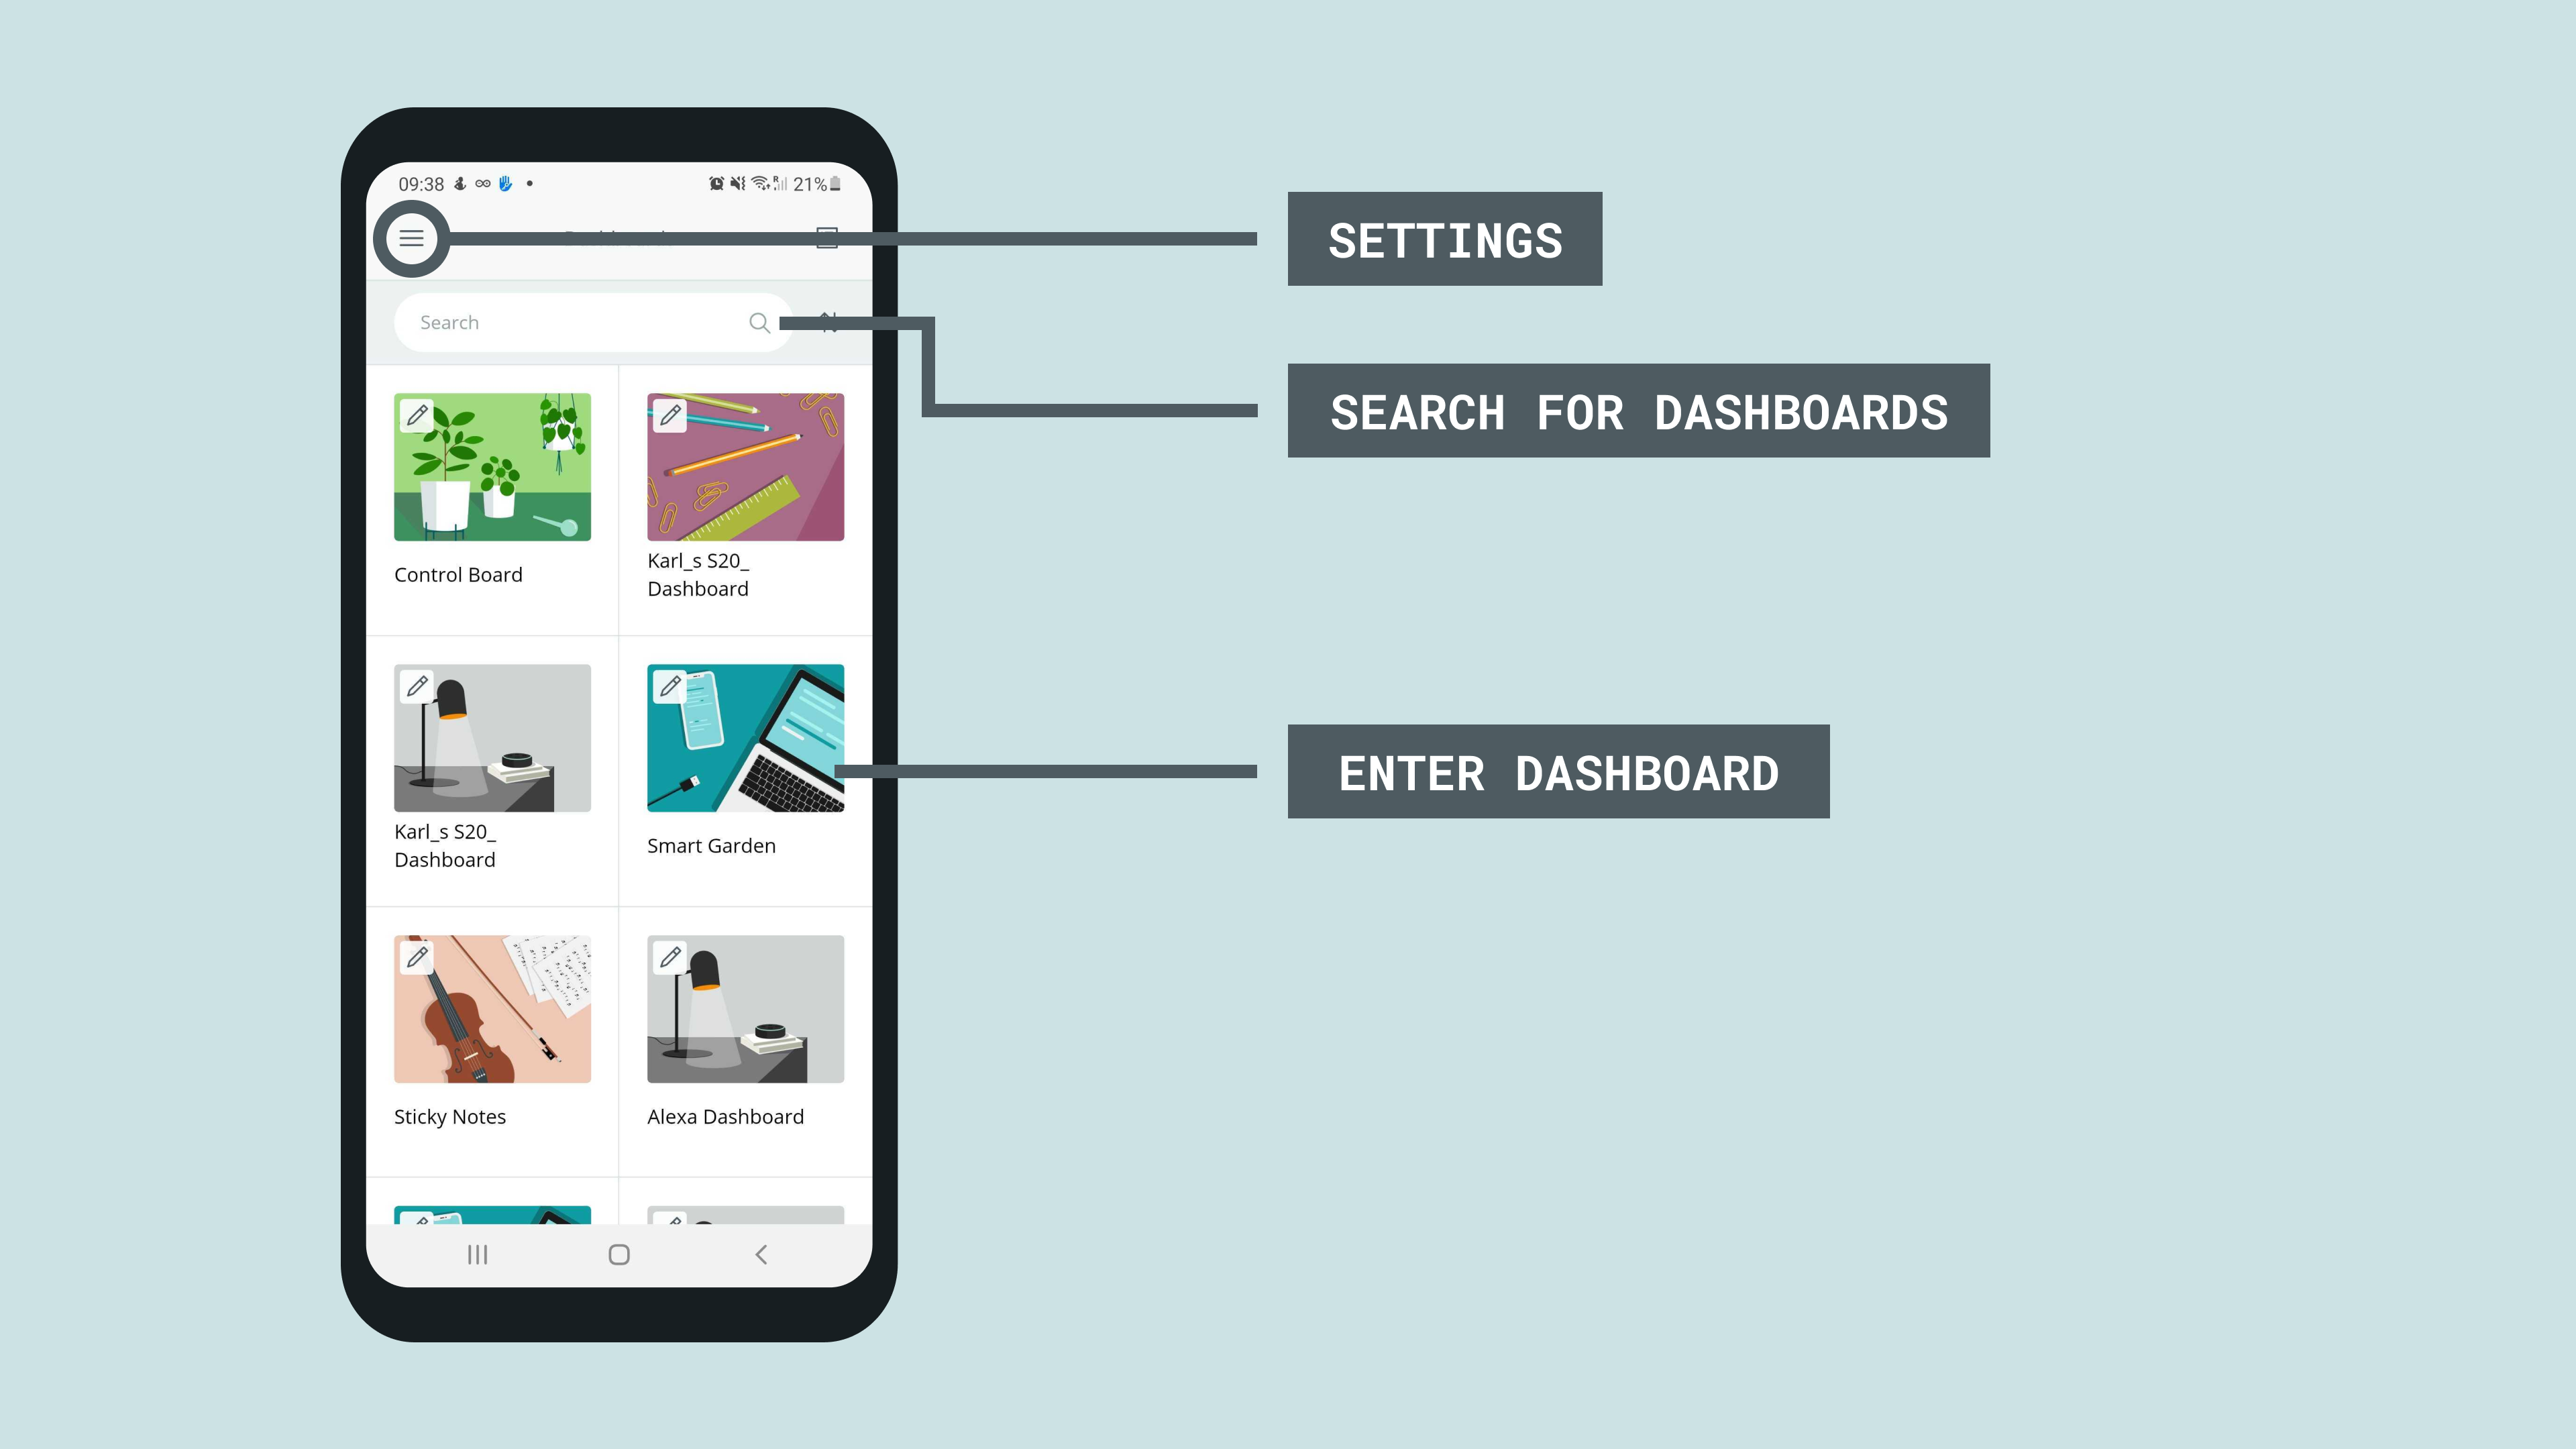 09:38
21%
SETTINGS
Search
SEARCH FOR DASHBOARDS
Control Board
Karl_s S20_
Dashboard
ENTER DASHBOARD
Karl_s S20_
Dashboard
Smart Garden
Sticky Notes
Alexa Dashboard